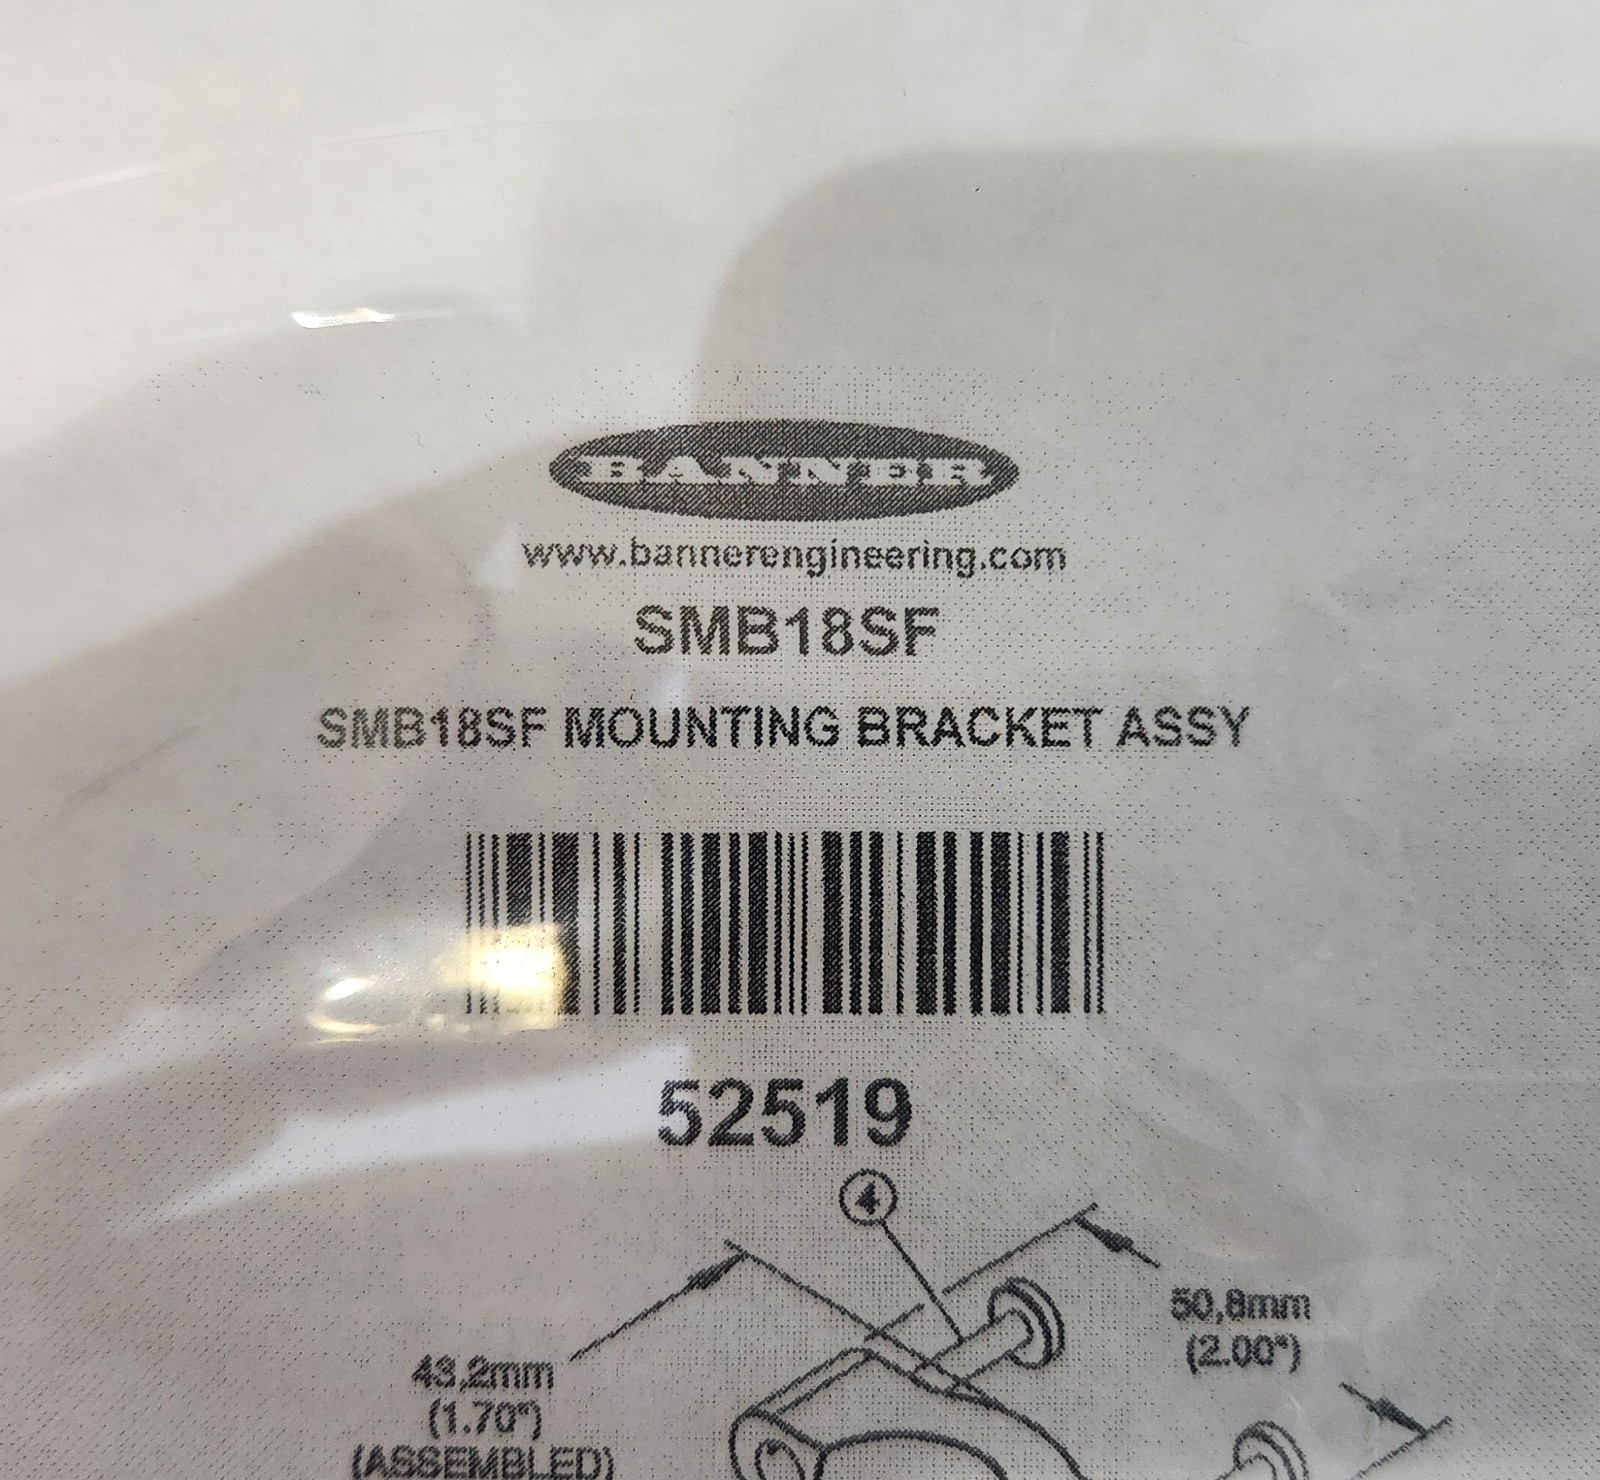 BANNER
www.bannerengineering.com
SMB18SF
SMB18SF MOUNTING BRACKET ASSY
52519
4
50,8mm
(2.00")
43,2mm
(1.70")
(ASSEMBLED)